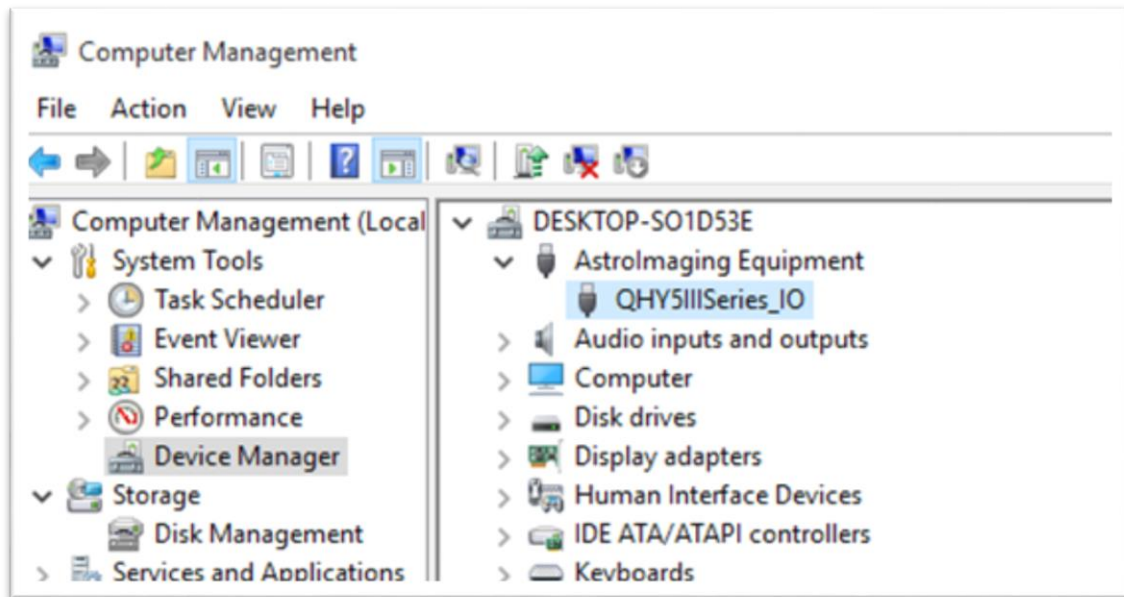 Computer Management
File Action View Help
Computer Management (Local
System Tools
Task Scheduler
Event Viewer
Shared Folders
Performance
Device Manager
Storage
Disk Management
Services and Applications
DESKTOP-SO1D53E
AstroImaging Equipment
QHY5IIISeries_IO
Audio inputs and outputs
Computer
Disk drives
Display adapters
Human Interface Devices
IDE ATA/ATAPI controllers
Keyboards